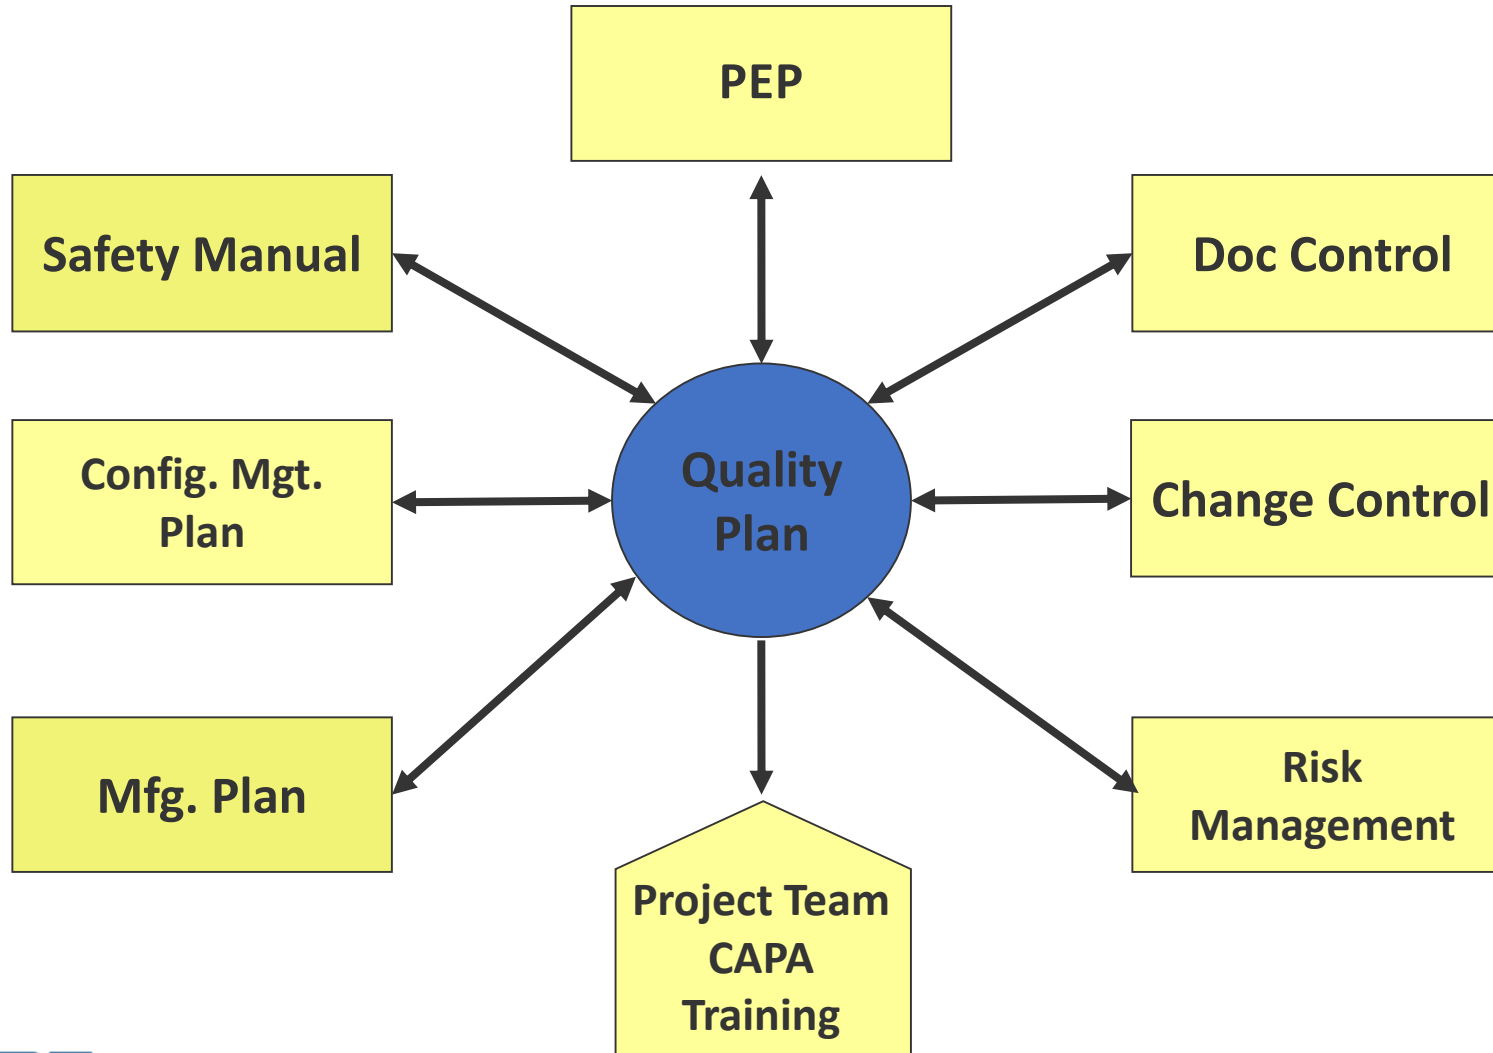 PEP
Safety Manual
Doc Control
Config. Mgt.
Plan
Quality
Plan
Change Control
Mfg. Plan
Risk
Management
Project Team
CAPA
Training